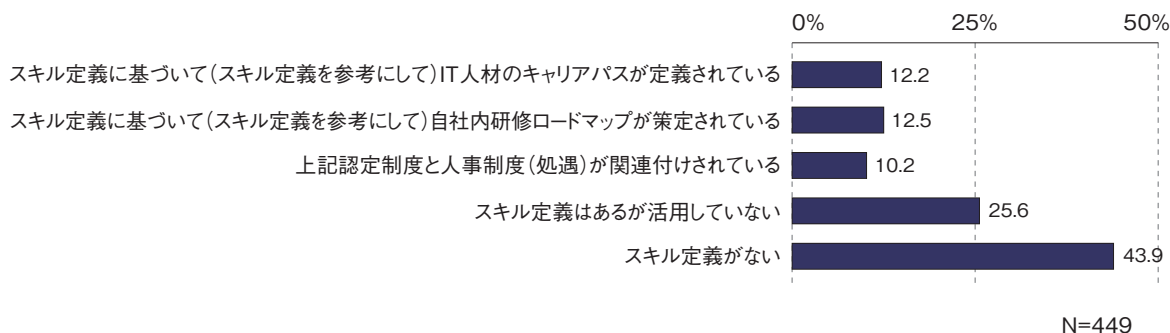 0% 25% 50%
スキル定義に基づいて（スキル定義を参考にして）IT人材のキャリアパスが定義されている 12.2
スキル定義に基づいて（スキル定義を参考にして）自社内研修ロードマップが策定されている 12.5
上記認定制度と人事制度（処遇）が関連付けされている 10.2
スキル定義はあるが活用していない 25.6
スキル定義がない 43.9
N=449